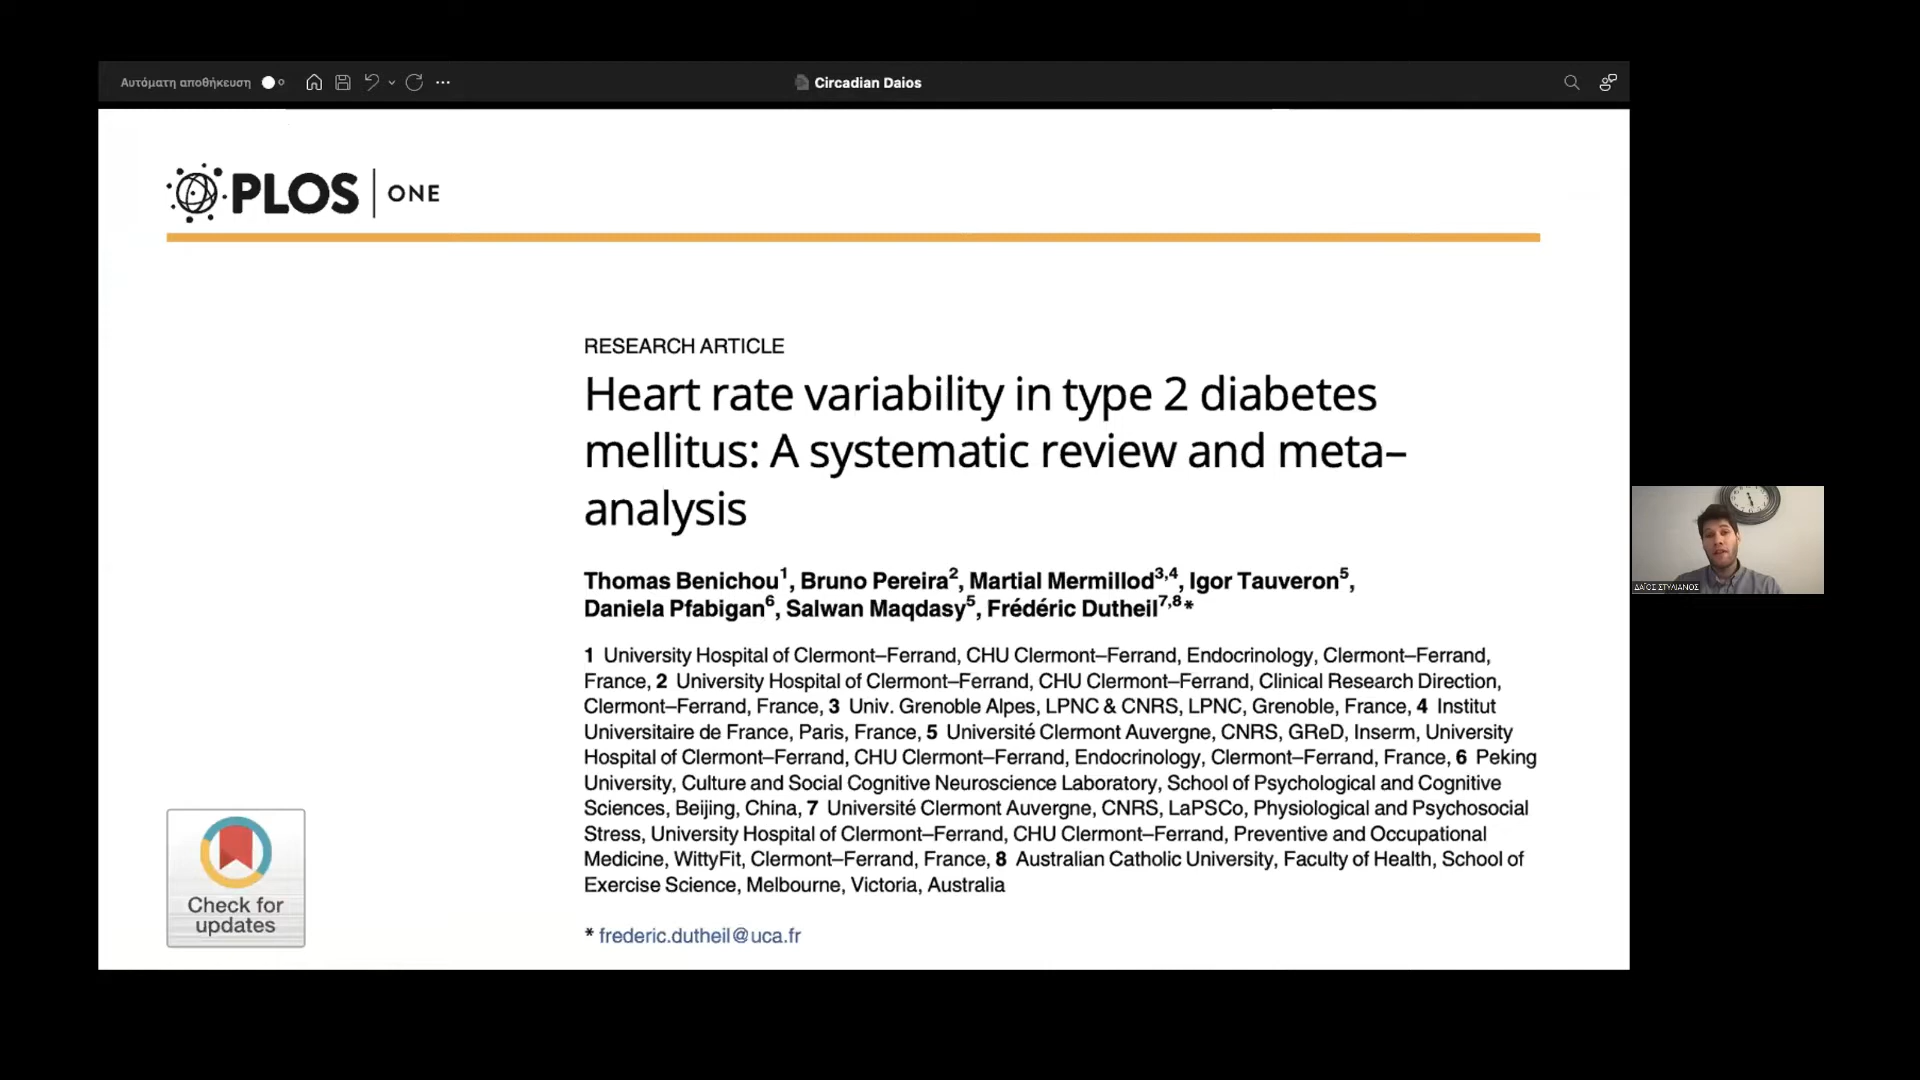 Αυτόματη αποθήκευση
Circadian Daios
PLOS ONE
RESEARCH ARTICLE
Heart rate variability in type 2 diabetes
mellitus: A systematic review and meta–
analysis
Thomas Benichou1, Bruno Pereira2, Martial Mermillod3,4, Igor Tauveron5,
Daniela Pfabigan6, Salwan Maqdasy5, Frédéric Dutheil7,8*
1 University Hospital of Clermont–Ferrand, CHU Clermont–Ferrand, Endocrinology, Clermont–Ferrand,
France, 2 University Hospital of Clermont–Ferrand, CHU Clermont–Ferrand, Clinical Research Direction,
Clermont–Ferrand, France, 3 Univ. Grenoble Alpes, LPNC & CNRS, LPNC, Grenoble, France, 4 Institut
Universitaire de France, Paris, France, 5 Université Clermont Auvergne, CNRS, GReD, Inserm, University
Hospital of Clermont–Ferrand, CHU Clermont–Ferrand, Endocrinology, Clermont–Ferrand, France, 6 Peking
University, Culture and Social Cognitive Neuroscience Laboratory, School of Psychological and Cognitive
Sciences, Beijing, China, 7 Université Clermont Auvergne, CNRS, LaPSCo, Physiological and Psychosocial
Stress, University Hospital of Clermont–Ferrand, CHU Clermont–Ferrand, Preventive and Occupational
Medicine, WittyFit, Clermont–Ferrand, France, 8 Australian Catholic University, Faculty of Health, School of
Exercise Science, Melbourne, Victoria, Australia
* frederic.dutheil@uca.fr
Check for
updates
ΔΑΪΟΣ ΣΤΥΛΙΑΝΟΣ